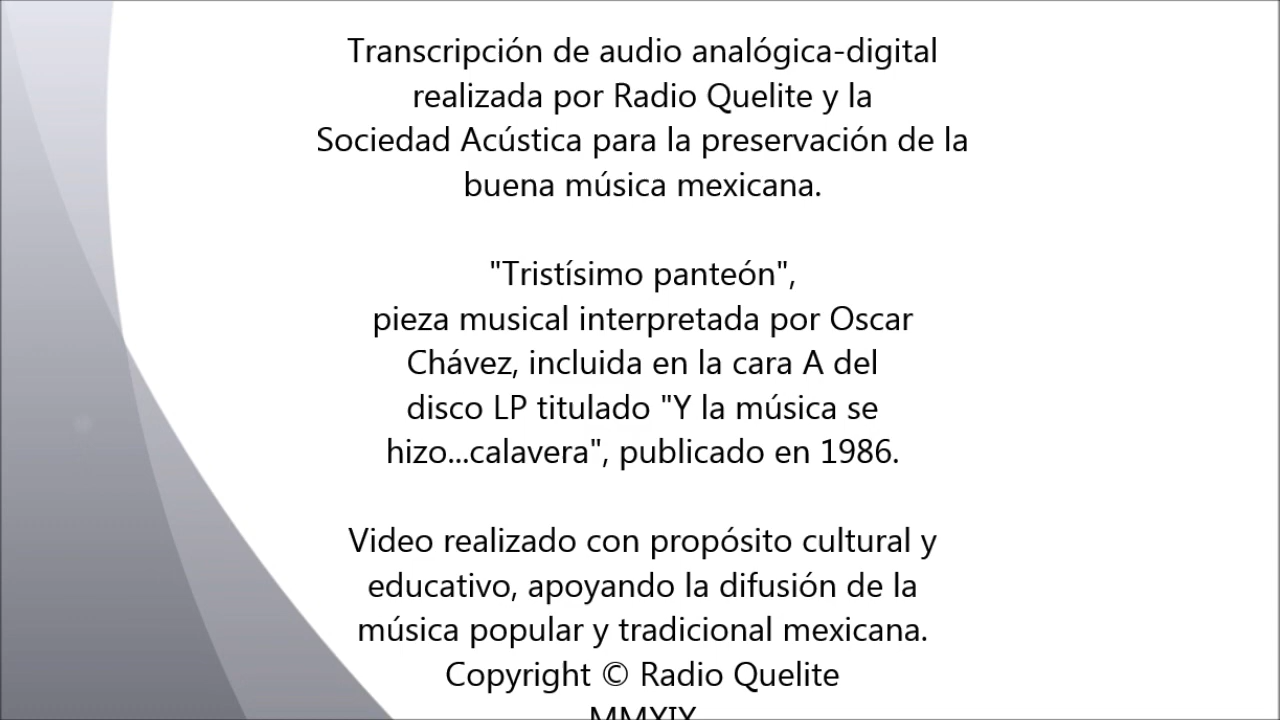 Transcripción de audio analógica-digital
realizada por Radio Quelite y la
Sociedad Acústica para la preservación de la
buena música mexicana.
"Tristísimo panteón",
pieza musical interpretada por Oscar
Chávez, incluida en la cara A del
disco LP titulado "Y la música se
hizo...calavera", publicado en 1986.
Video realizado con propósito cultural y
educativo, apoyando la difusión de la
música popular y tradicional mexicana.
Copyright © Radio Quelite
MMXIX